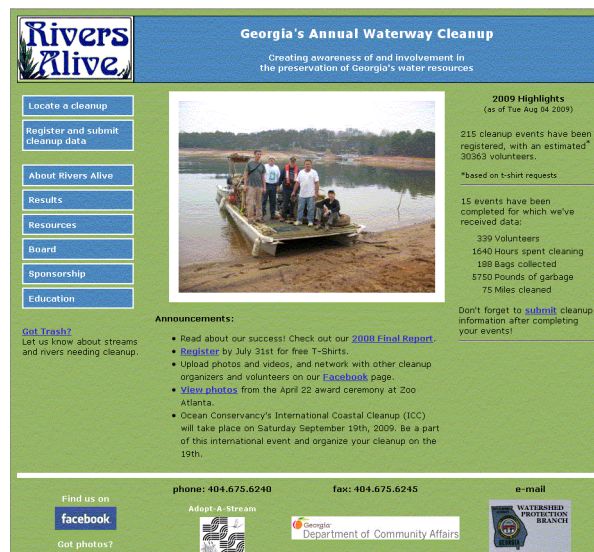 Rivers
Alive
Georgia's Annual Waterway Cleanup
Creating awareness of and involvement in
the preservation of Georgia's water resources
Locate a cleanup
Register and submit
cleanup data
About Rivers Alive
Results
Resources
Board
Sponsorship
Education
Got Trash?
Let us know about streams
and rivers needing cleanup.
Announcements:
• Read about our success! Check out our 2008 Final Report.
• Register by July 31st for free T-Shirts.
• Upload photos and videos, and network with other cleanup
organizers and volunteers on our Facebook page.
• View photos from the April 22 award ceremony at Zoo
Atlanta.
• Ocean Conservancy's International Coastal Cleanup (ICC)
will take place on Saturday September 19th, 2009. Be a part
of this international event and organize your cleanup on the
19th.
2009 Highlights
(as of Tue Aug 04 2009)
215 cleanup events have been
registered, with an estimated*
30363 volunteers.
*based on t-shirt requests
15 events have been
completed for which we've
received data:
339 Volunteers
1640 Hours spent cleaning
188 Bags collected
5750 Pounds of garbage
75 Miles cleaned
Don't forget to submit cleanup
information after completing
your events!
phone: 404.675.6240
fax: 404.675.6245
e-mail
Find us on
facebook
Got photos?
Adopt-A-Stream
Georgia
Department of Community Affairs
WATERSHED
PROTECTION
BRANCH
GEORGIA